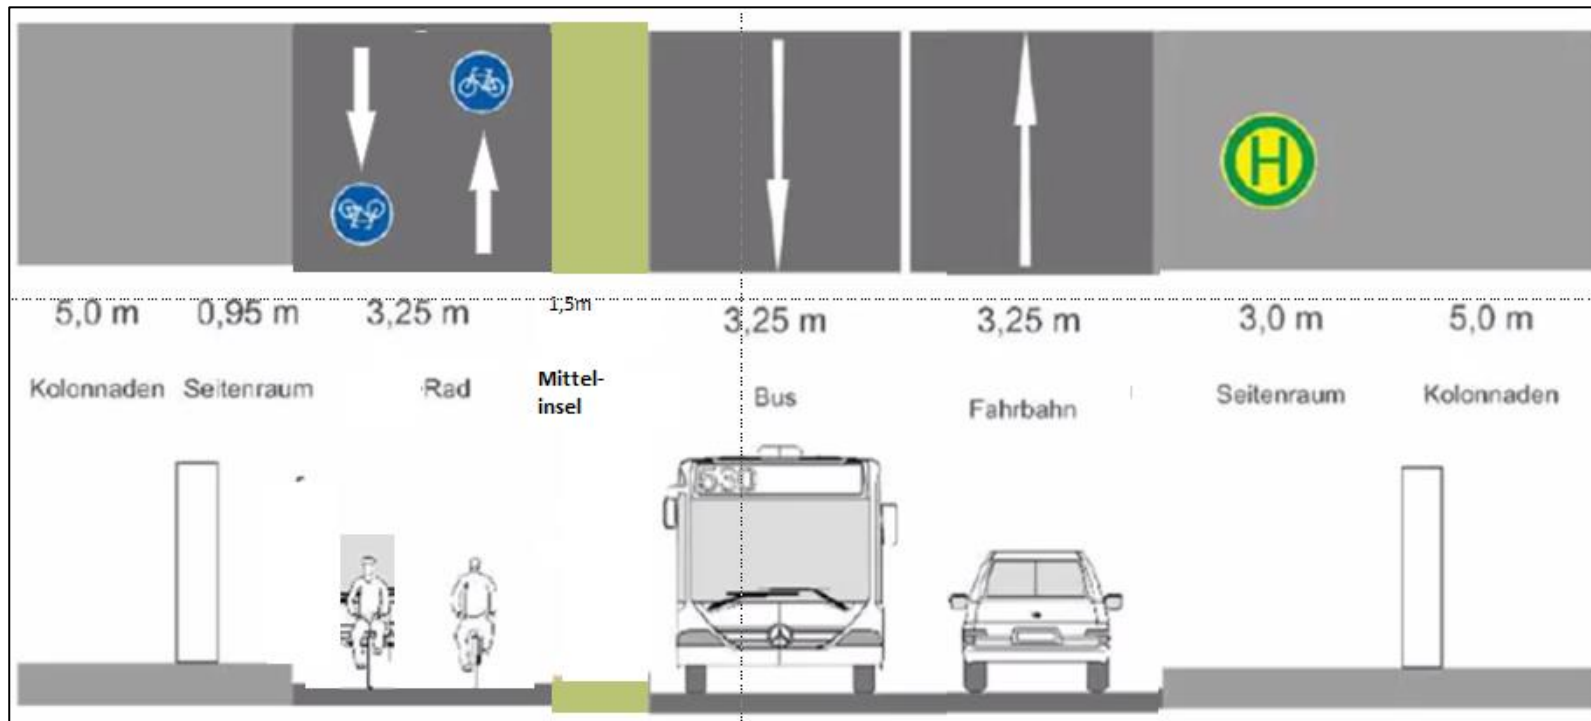 H
5,0 m 0,95 m 3,25 m 1,5m 3,25 m 3,25 m 3,0 m 5,0 m
Kolonnaden Seitenraum Rad Mittel-
insel Bus Fahrbahn Seitenraum Kolonnaden
530